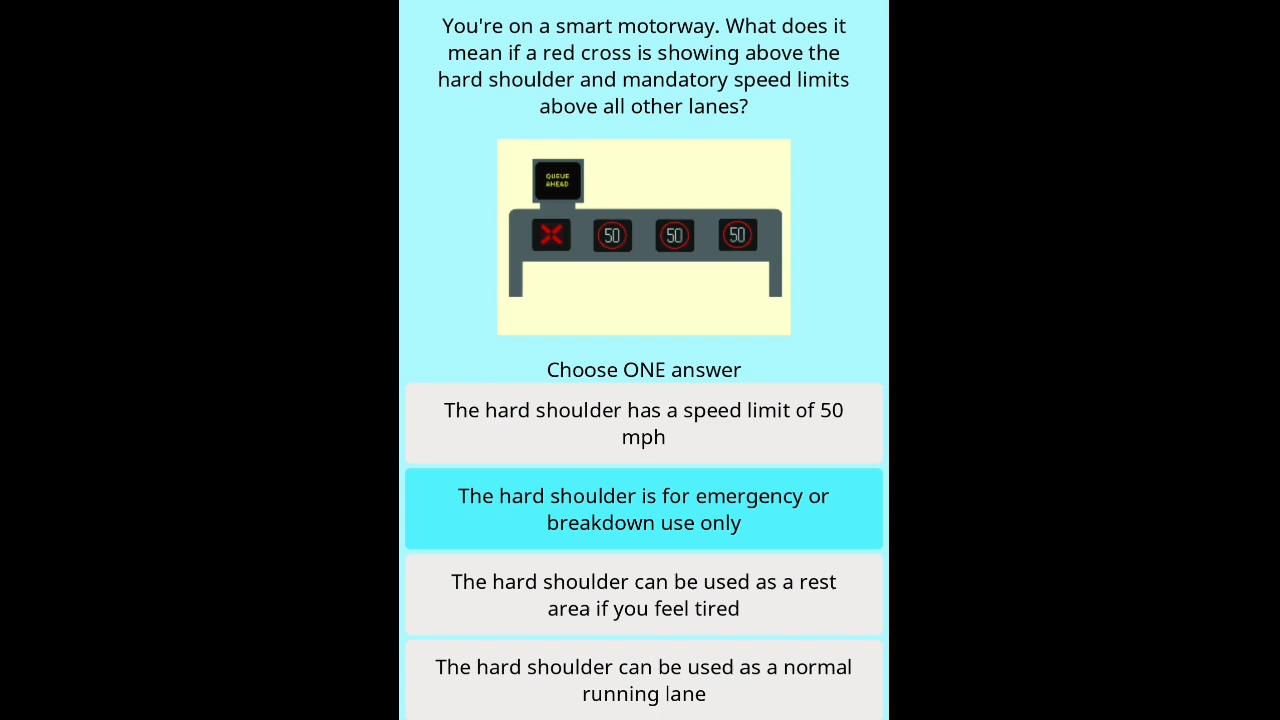 You're on a smart motorway. What does it
mean if a red cross is showing above the
hard shoulder and mandatory speed limits
above all other lanes?
QUEUE
AHEAD
50 50 50
Choose ONE answer
The hard shoulder has a speed limit of 50
mph
The hard shoulder is for emergency or
breakdown use only
The hard shoulder can be used as a rest
area if you feel tired
The hard shoulder can be used as a normal
running lane